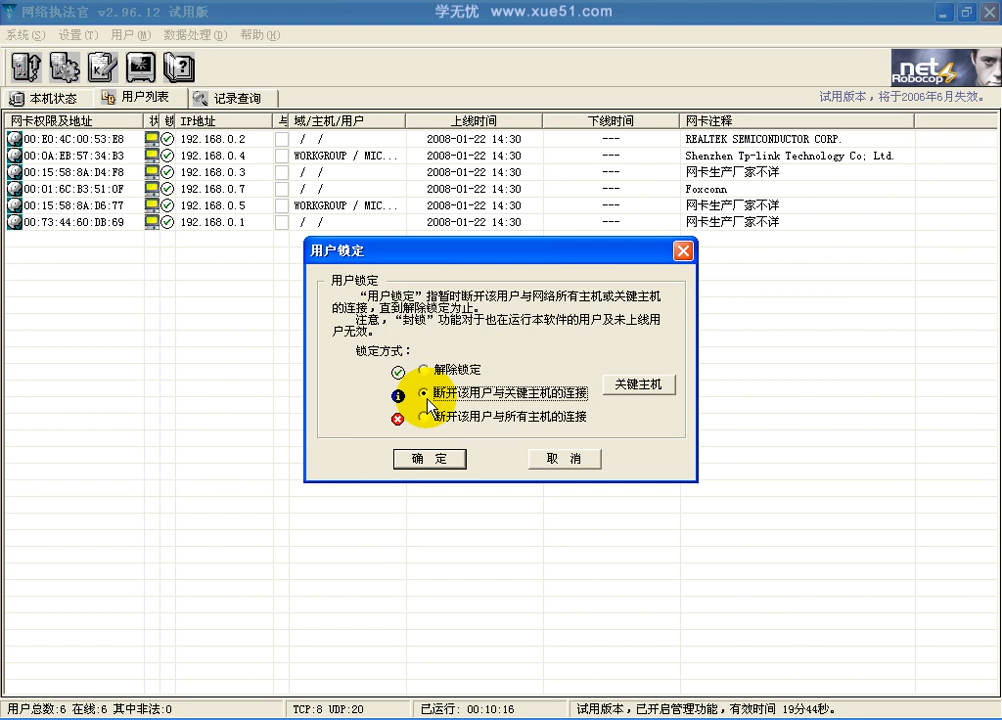 网络执法官 v2.96.12 试用版
学无忧 www.xue51.com
系统(S) 设置(T) 用户(M) 数据处理(D) 帮助(H)
net Robocop
本机状态 用户列表 记录查询
试用版本，将于2006年6月失效。
网卡权限及地址 状 锁 IP地址 与 域/主机/用户 上线时间 下线时间 网卡注释
00:E0:4C:00:53:E8 192.168.0.2 / / 2008-01-22 14:30 --- REALTEK SEMICONDUCTOR CORP.
00:0A:EB:57:34:B3 192.168.0.4 WORKGROUP / MIC... 2008-01-22 14:30 --- Shenzhen Tp-link Technology Co; Ltd.
00:15:58:8A:D4:F8 192.168.0.3 / / 2008-01-22 14:30 --- 网卡生产厂家不详
00:01:6C:B3:51:0F 192.168.0.7 / / 2008-01-22 14:30 --- Foxconn
00:15:58:8A:D6:77 192.168.0.5 WORKGROUP / MIC... 2008-01-22 14:30 --- 网卡生产厂家不详
00:73:44:60:DB:69 192.168.0.1 / / 2008-01-22 14:30 --- 网卡生产厂家不详
用户锁定
用户锁定
“用户锁定”指暂时断开该用户与网络所有主机或关键主机
的连接，直到解除锁定为止。
注意，“封锁”功能对于也在运行本软件的用户及未上线用
户无效。
锁定方式：
解除锁定
断开该用户与关键主机的连接
关键主机
断开该用户与所有主机的连接
确 定 取 消
用户总数:6 在线:6 其中非法:0 TCP:8 UDP:20 已运行: 00:10:16 试用版本，已开启管理功能，有效时间 19分44秒。